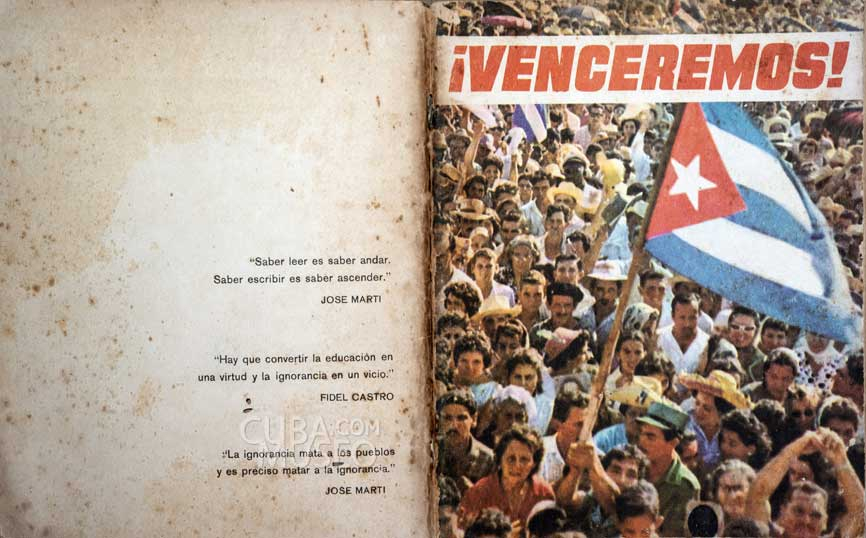 "Saber leer es saber andar.
Saber escribir es saber ascender."
JOSE MARTI
"Hay que convertir la educación en
una virtud y la ignorancia en un vicio."
FIDEL CASTRO
"La ignorancia mata a los pueblos
y es preciso matar a la ignorancia."
JOSE MARTI
¡VENCEREMOS!